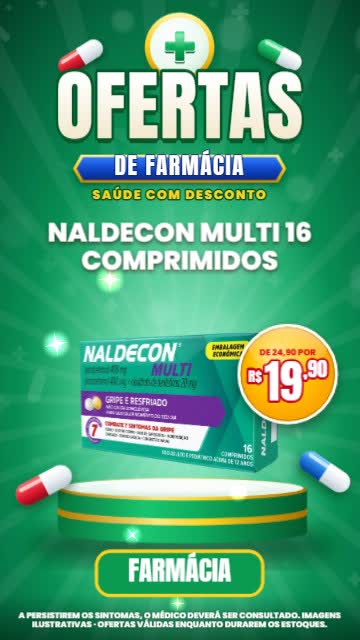 OFERTAS
DE FARMÁCIA
SAÚDE COM DESCONTO
NALDECON MULTI 16
COMPRIMIDOS
NALDECON
MULTI
EMBALAGEM
ECONÔMICA
DE 24,90 POR
R$19,90
GRIPE E RESFRIADO
7 COMBATE 7 SINTOMAS DA GRIPE
16
COMPRIMIDOS
NALD
FARMÁCIA
A PERSISTIREM OS SINTOMAS, O MÉDICO DEVERÁ SER CONSULTADO. IMAGENS
ILUSTRATIVAS - OFERTAS VÁLIDAS ENQUANTO DURAREM OS ESTOQUES.